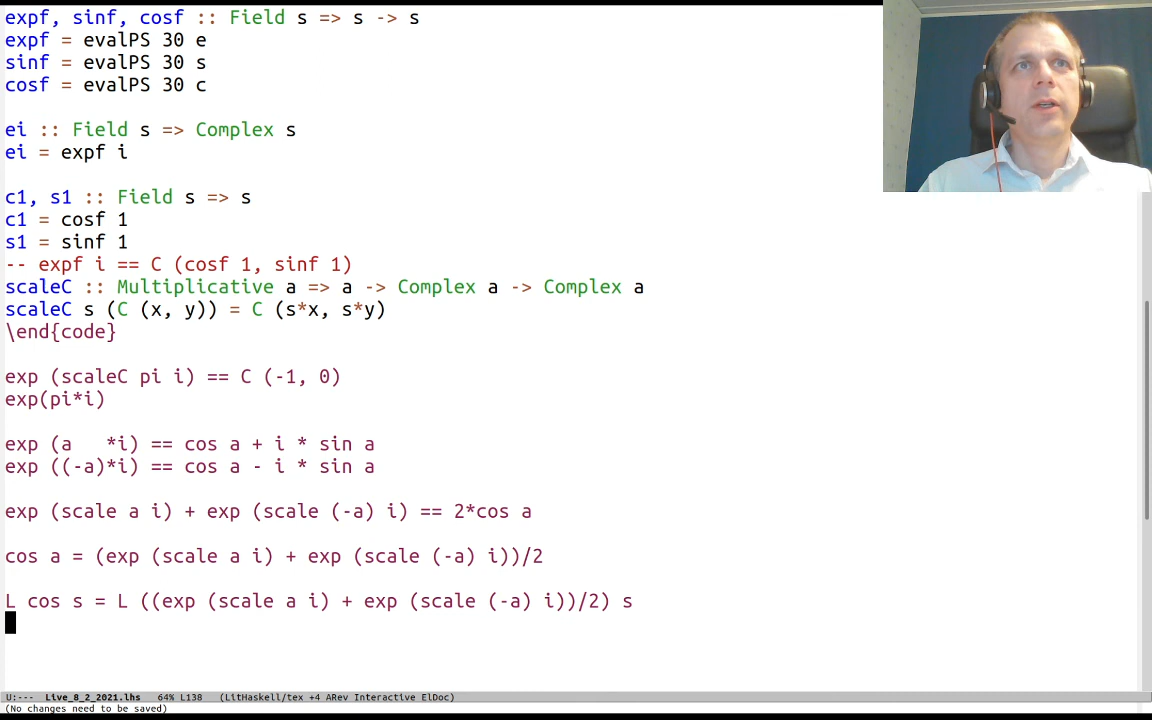 expf, sinf, cosf :: Field s => s -> s
expf = evalPS 30 e
sinf = evalPS 30 s
cosf = evalPS 30 c
ei :: Field s => Complex s
ei = expf i
c1, s1 :: Field s => s
c1 = cosf 1
s1 = sinf 1
-- expf i == C (cosf 1, sinf 1)
scaleC :: Multiplicative a => a -> Complex a -> Complex a
scaleC s (C (x, y)) = C (s*x, s*y)
\end{code}
exp (scaleC pi i) == C (-1, 0)
exp(pi*i)
exp (a   *i) == cos a + i * sin a
exp ((-a)*i) == cos a - i * sin a
exp (scale a i) + exp (scale (-a) i) == 2*cos a
cos a = (exp (scale a i) + exp (scale (-a) i))/2
L cos s = L ((exp (scale a i) + exp (scale (-a) i))/2) s
U:---  Live_8_2_2021.lhs   64% L138   (LitHaskell/tex +4 ARev Interactive ElDoc)
(No changes need to be saved)